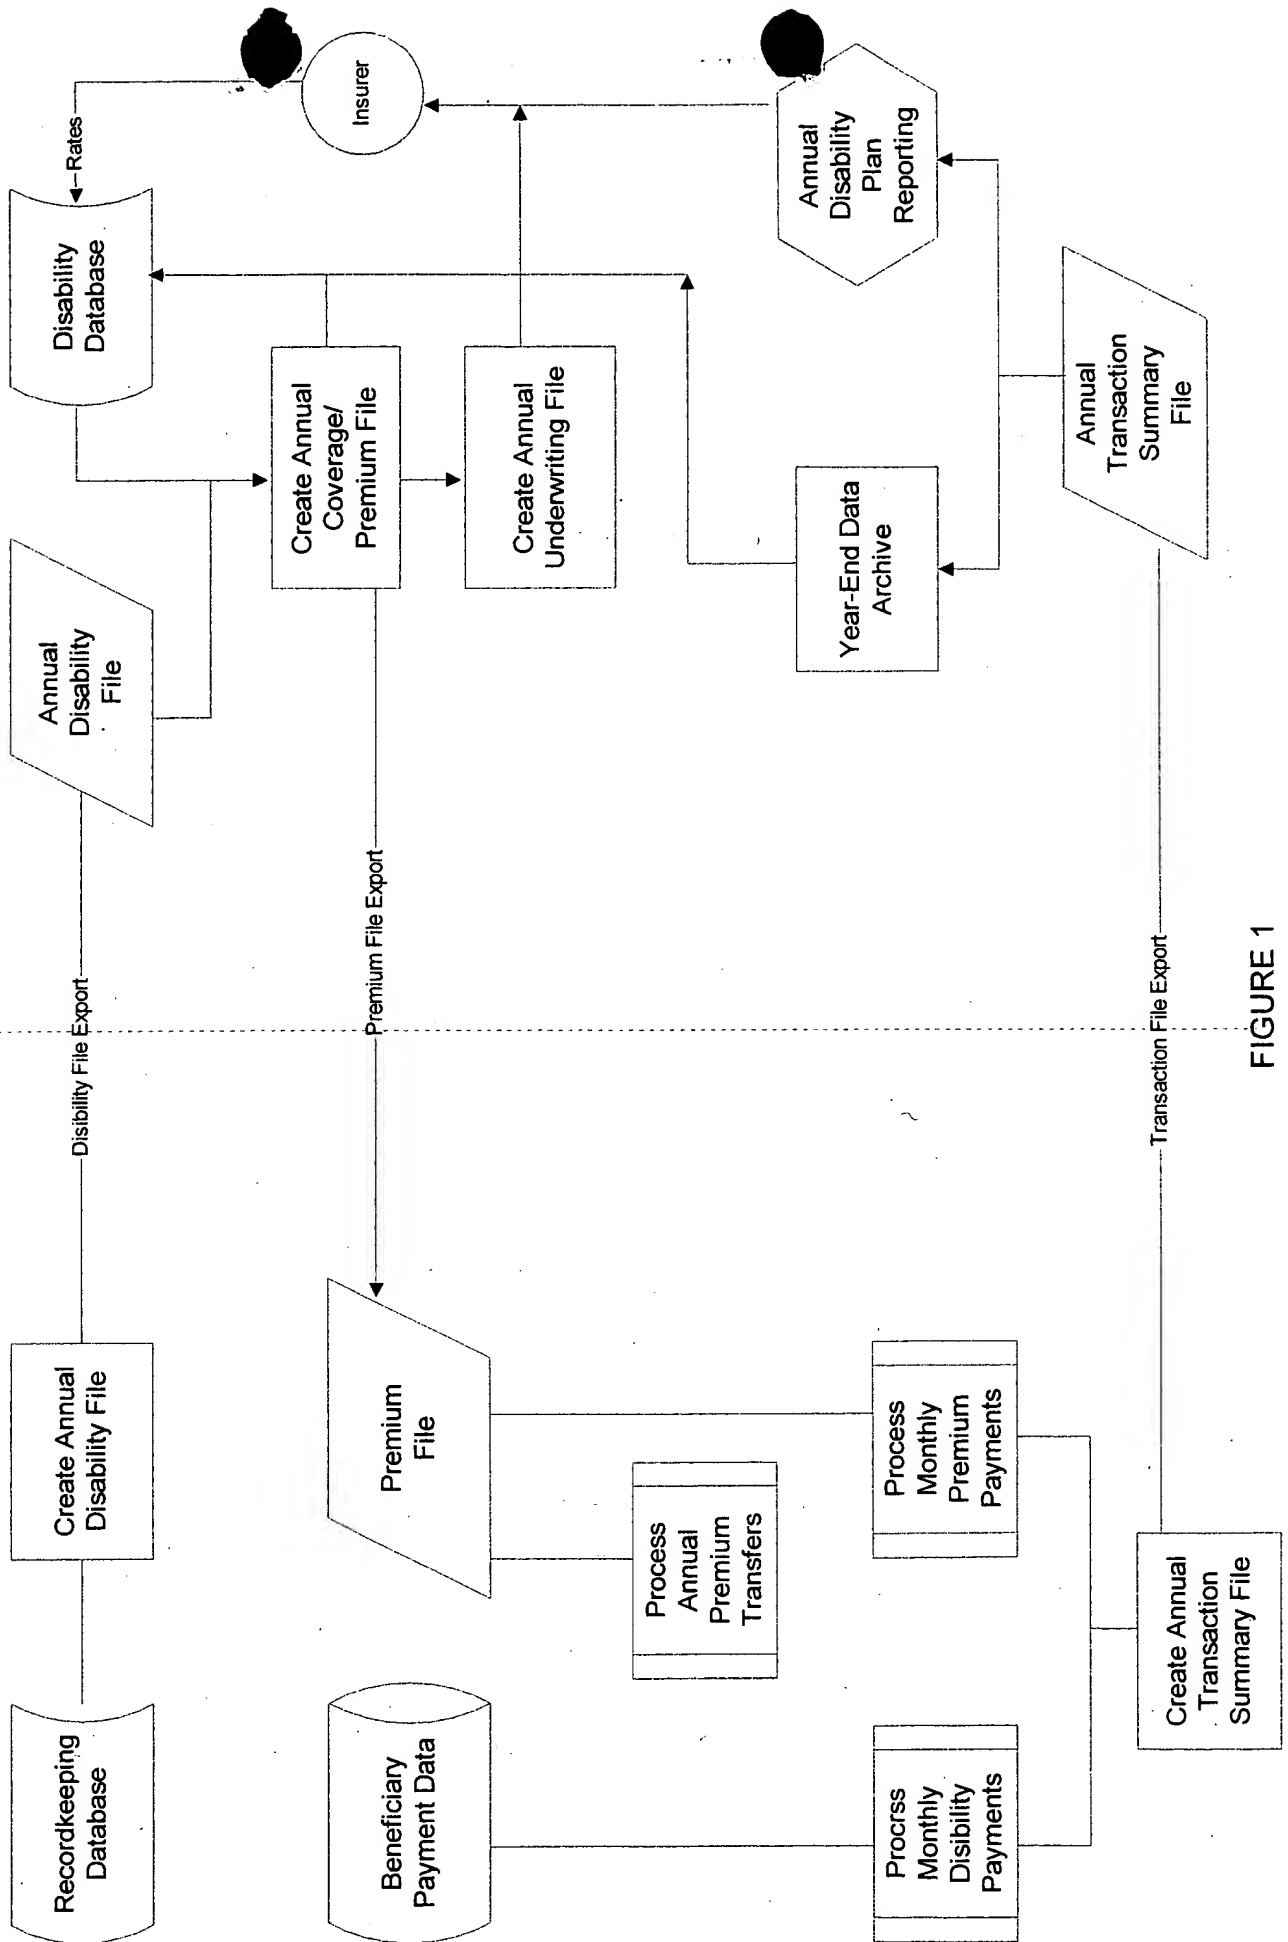 Recordkeeping
Database
Create Annual
Disability File
Disibility File Export
Annual
Disability
File
Disability
Database
Rates
Insurer
Beneficiary
Payment Data
Premium
File
Premium File Export
Create Annual
Coverage/
Premium File
Create Annual
Underwriting File
Process
Annual
Premium
Transfers
Procrss
Monthly
Disibility
Payments
Process
Monthly
Premium
Payments
Year-End Data
Archive
Annual
Disability
Plan
Reporting
Create Annual
Transaction
Summary File
Transaction File Export
Annual
Transaction
Summary
File
FIGURE 1